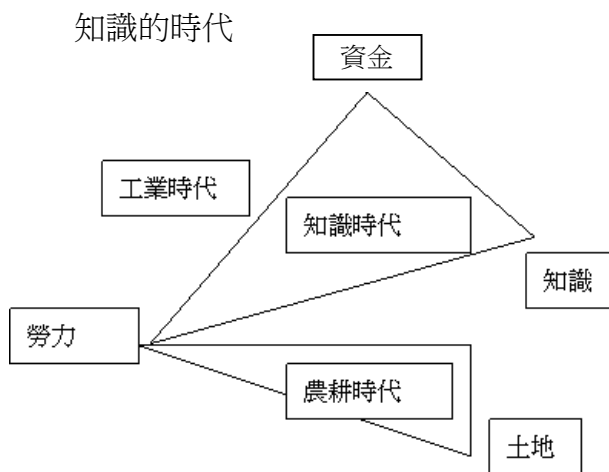 知識的時代
資金
工業時代
知識時代
知識
勞力
農耕時代
土地